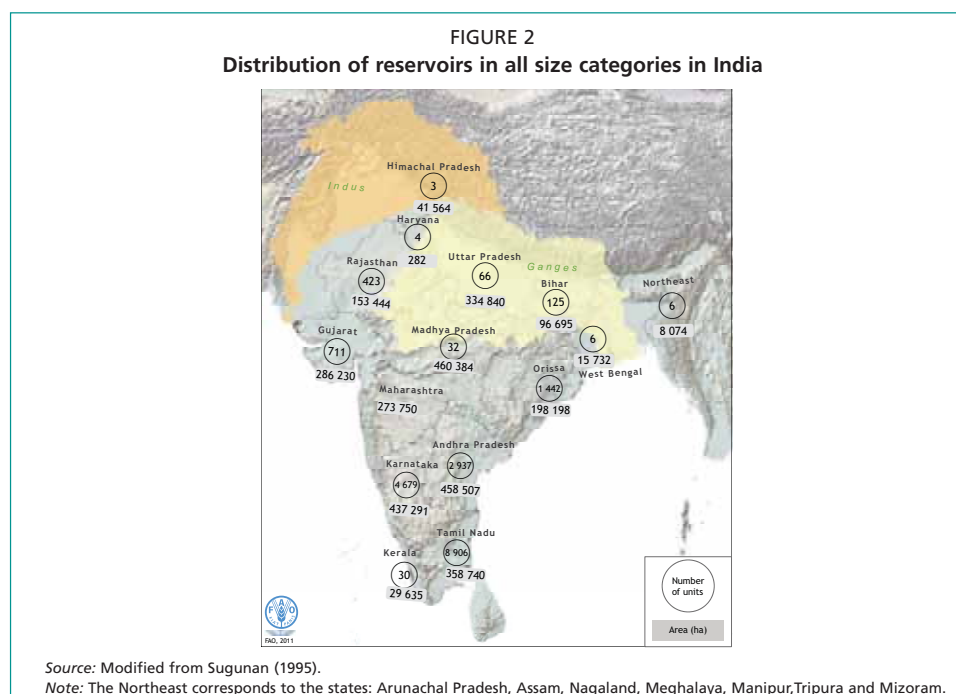 FIGURE 2
Distribution of reservoirs in all size categories in India
Himachal Pradesh
Indus
3
41 564
Haryana
4
282
Rajasthan
423
153 444
Uttar Pradesh
Ganges
66
334 840
Bihar
125
96 695
Northeast
6
8 074
Gujarat
711
286 230
Madhya Pradesh
32
460 384
6
15 732
West Bengal
Orissa
1 442
198 198
Maharashtra
273 750
Andhra Pradesh
2 937
458 507
Karnataka
4 679
437 291
Tamil Nadu
8 906
358 740
Kerala
30
29 635
Number
of units
Area (ha)
F A O
FAO, 2011
Source: Modified from Sugunan (1995).
Note: The Northeast corresponds to the states: Arunachal Pradesh, Assam, Nagaland, Meghalaya, Manipur,Tripura and Mizoram.